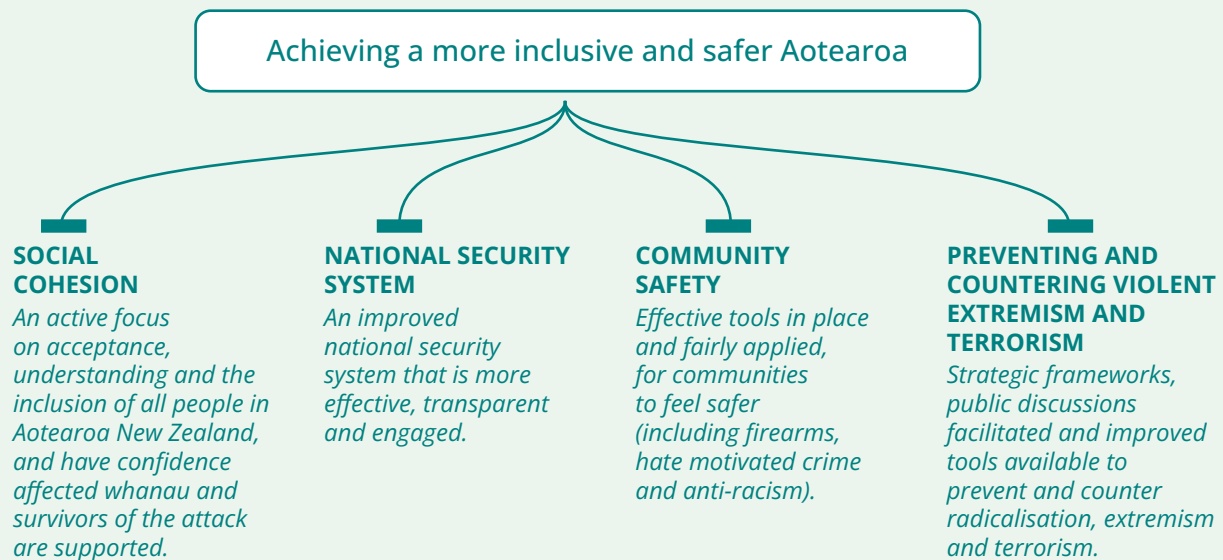 Achieving a more inclusive and safer Aotearoa
SOCIAL
COHESION
An active focus
on acceptance,
understanding and the
inclusion of all people in
Aotearoa New Zealand,
and have confidence
affected whanau and
survivors of the attack
are supported.
NATIONAL SECURITY
SYSTEM
An improved
national security
system that is more
effective, transparent
and engaged.
COMMUNITY
SAFETY
Effective tools in place
and fairly applied,
for communities
to feel safer
(including firearms,
hate motivated crime
and anti-racism).
PREVENTING AND
COUNTERING VIOLENT
EXTREMISM AND
TERRORISM
Strategic frameworks,
public discussions
facilitated and improved
tools available to
prevent and counter
radicalisation, extremism
and terrorism.